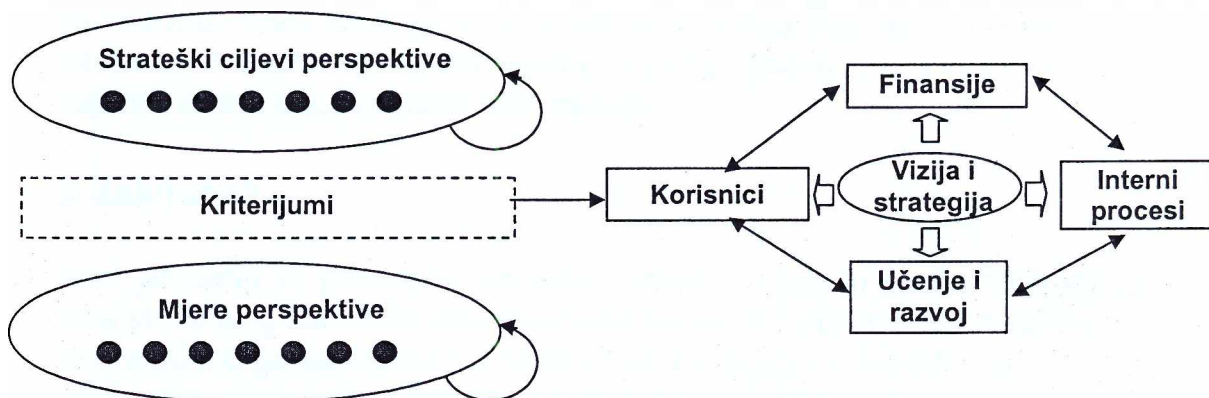 Strateški ciljevi perspektive
Kriterijumi
Mjere perspektive
Finansije
Korisnici
Vizija i
strategija
Interni
procesi
Učenje i
razvoj